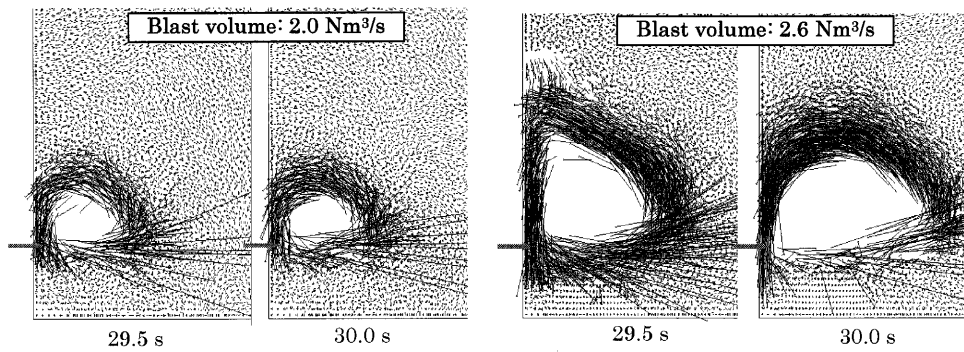 Blast volume: 2.0 Nm³/s
Blast volume: 2.6 Nm³/s
29.5 s
30.0 s
29.5 s
30.0 s